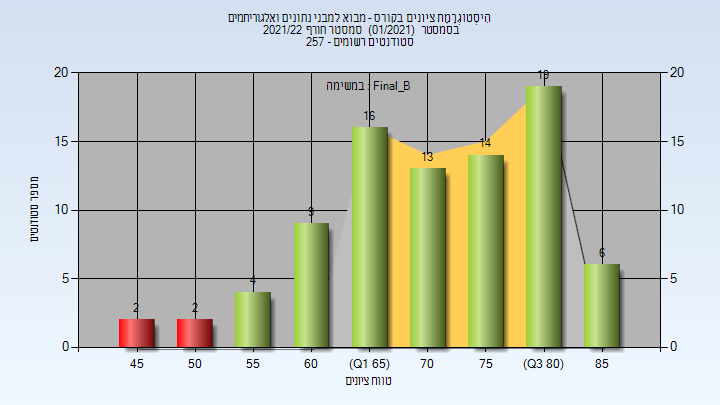 היסטוגרמת ציונים בקורס - מבוא למבני נתונים ואלגוריתמים
בסמסטר (01/2021) סמסטר חורף 2021/22
סטודנטים רשומים - 257
במשימה : Final_B
מספר סטודנטים
20 20
15 15
10 10
5 5
0 0
2 2 4 9 16 13 14 19 6
45 50 55 60 (Q1 65) 70 75 (Q3 80) 85
טווח ציונים